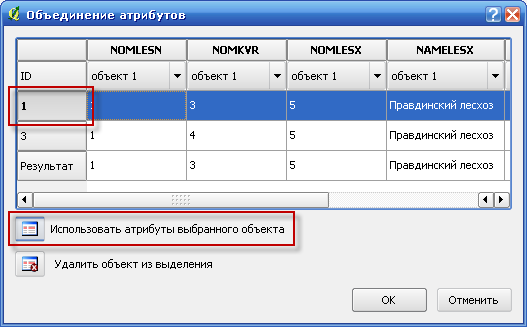 Объединение атрибутов
NOMLESN NOMKVR NOMLESX NAMELESX
ID объект 1 объект 1 объект 1 объект 1
1 1 3 5 Правдинский лесхоз
3 1 4 5 Правдинский лесхоз
Результат 1 3 5 Правдинский лесхоз
Использовать атрибуты выбранного объекта
Удалить объект из выделения
OK Отменить